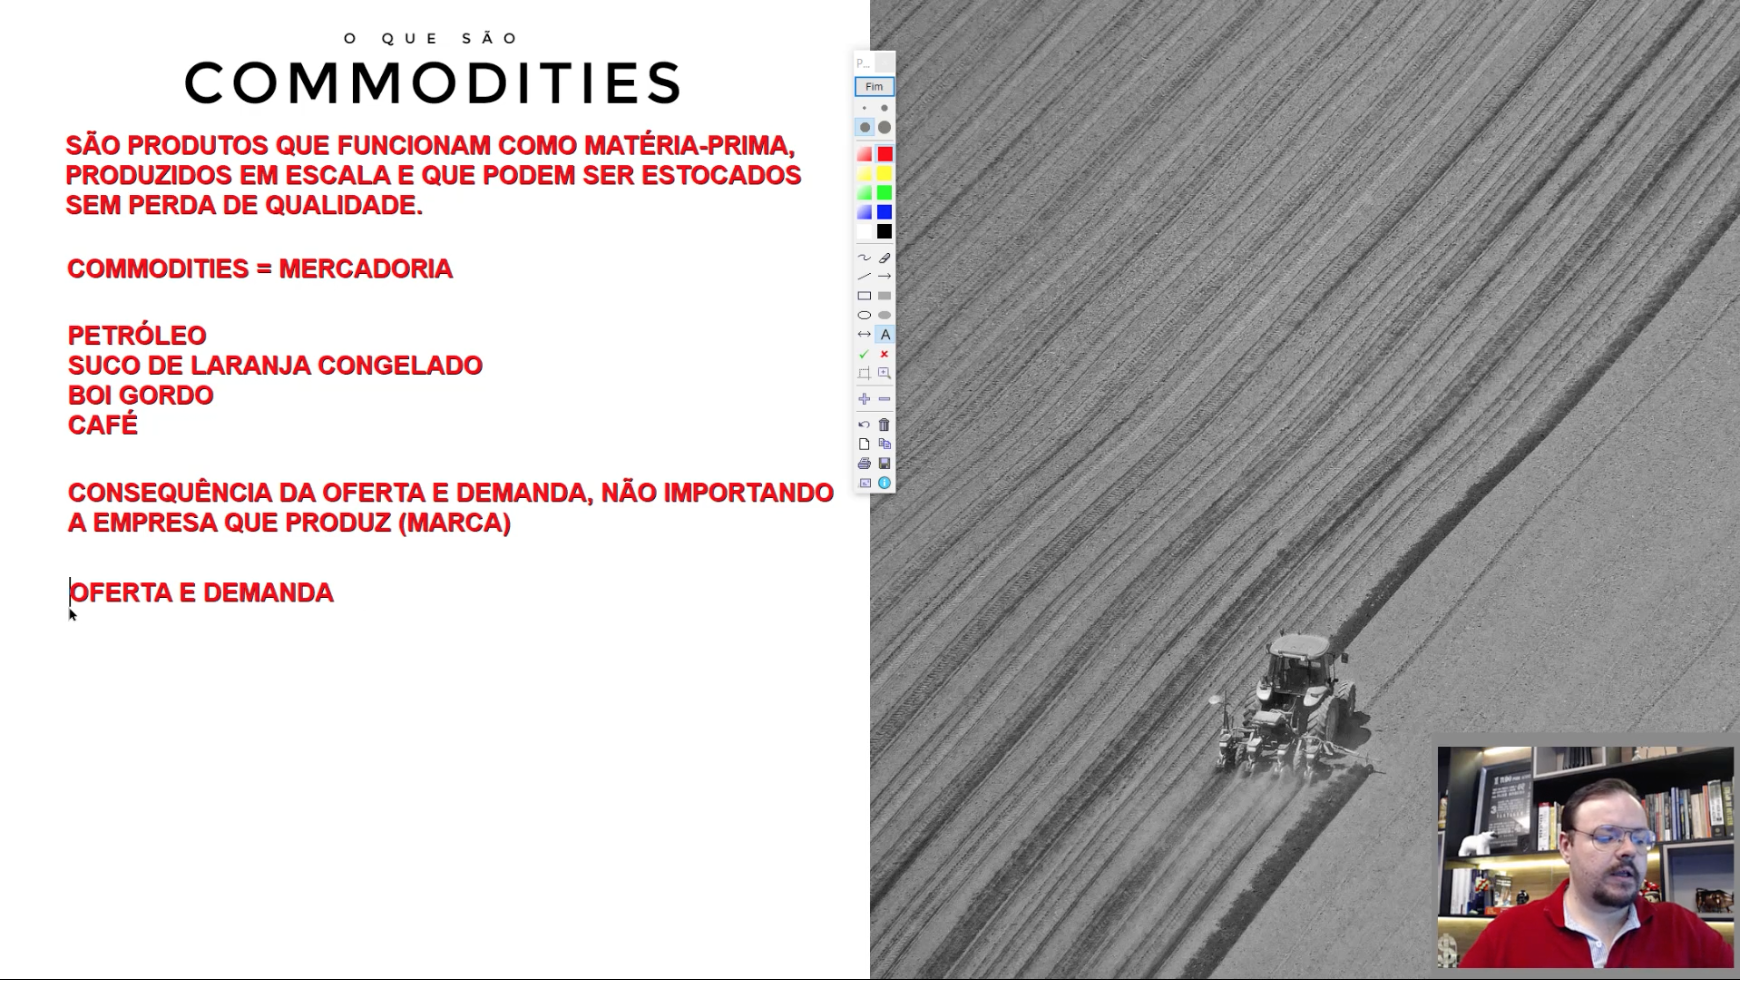 O QUE SÃO
COMMODITIES
SÃO PRODUTOS QUE FUNCIONAM COMO MATÉRIA-PRIMA,
PRODUZIDOS EM ESCALA E QUE PODEM SER ESTOCADOS
SEM PERDA DE QUALIDADE.
COMMODITIES = MERCADORIA
PETRÓLEO
SUCO DE LARANJA CONGELADO
BOI GORDO
CAFÉ
CONSEQUÊNCIA DA OFERTA E DEMANDA, NÃO IMPORTANDO
A EMPRESA QUE PRODUZ (MARCA)
OFERTA E DEMANDA
P...
Fim
A